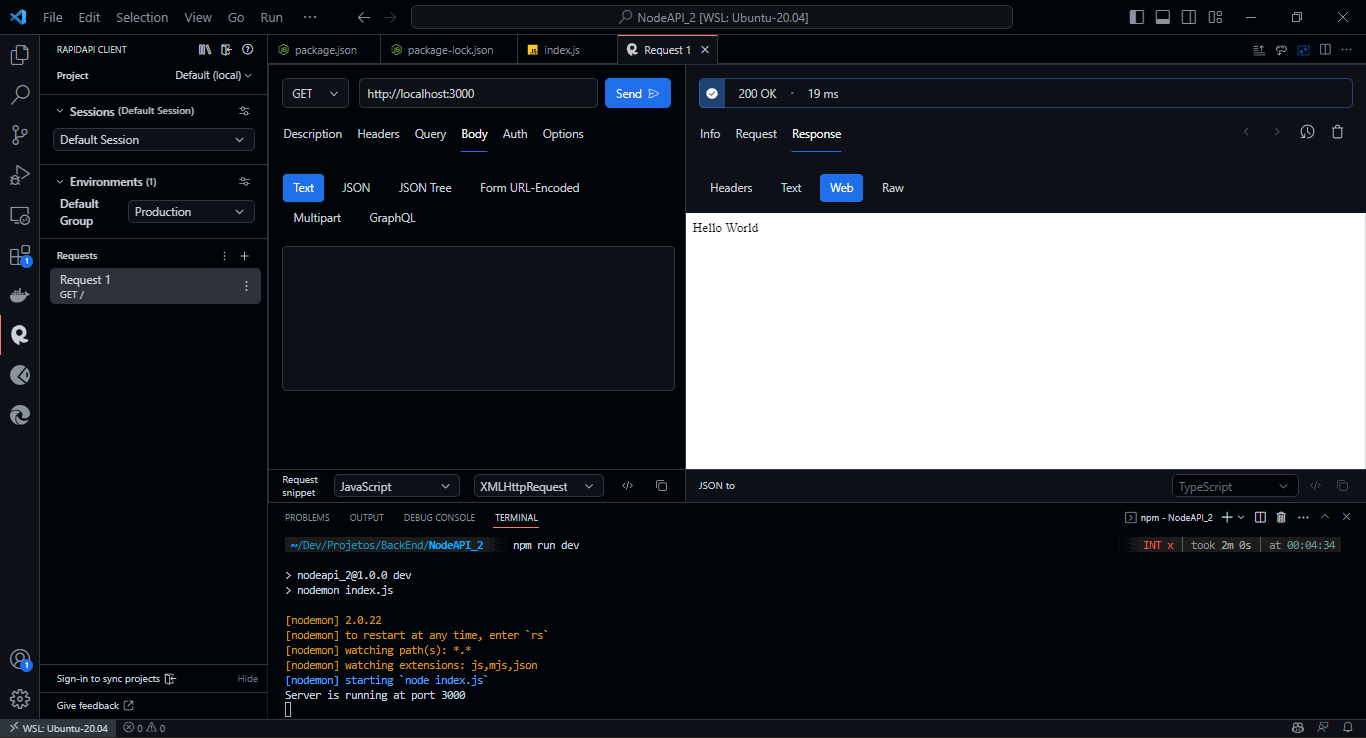 File Edit Selection View Go Run ··· NodeAPI_2 [WSL: Ubuntu-20.04]
RAPIDAPI CLIENT
Project Default (local)
Sessions (Default Session)
Default Session
Environments (1)
Default Group Production
Requests
Request 1
GET /
Sign-in to sync projects Hide
Give feedback
package.json package-lock.json JS index.js Request 1
GET http://localhost:3000 Send
Description Headers Query Body Auth Options
Text JSON JSON Tree Form URL-Encoded
Multipart GraphQL
Request snippet JavaScript XMLHttpRequest
200 OK · 19 ms
Info Request Response
Headers Text Web Raw
Hello World
JSON to TypeScript
PROBLEMS OUTPUT DEBUG CONSOLE TERMINAL npm - NodeAPI_2
~/Dev/Projetos/BackEnd/NodeAPI_2 npm run dev INT x took 2m 0s at 00:04:34
> nodeapi_2@1.0.0 dev
> nodemon index.js
[nodemon] 2.0.22
[nodemon] to restart at any time, enter `rs`
[nodemon] watching path(s): *.*
[nodemon] watching extensions: js,mjs,json
[nodemon] starting `node index.js`
Server is running at port 3000
1
1
WSL: Ubuntu-20.04 0 0